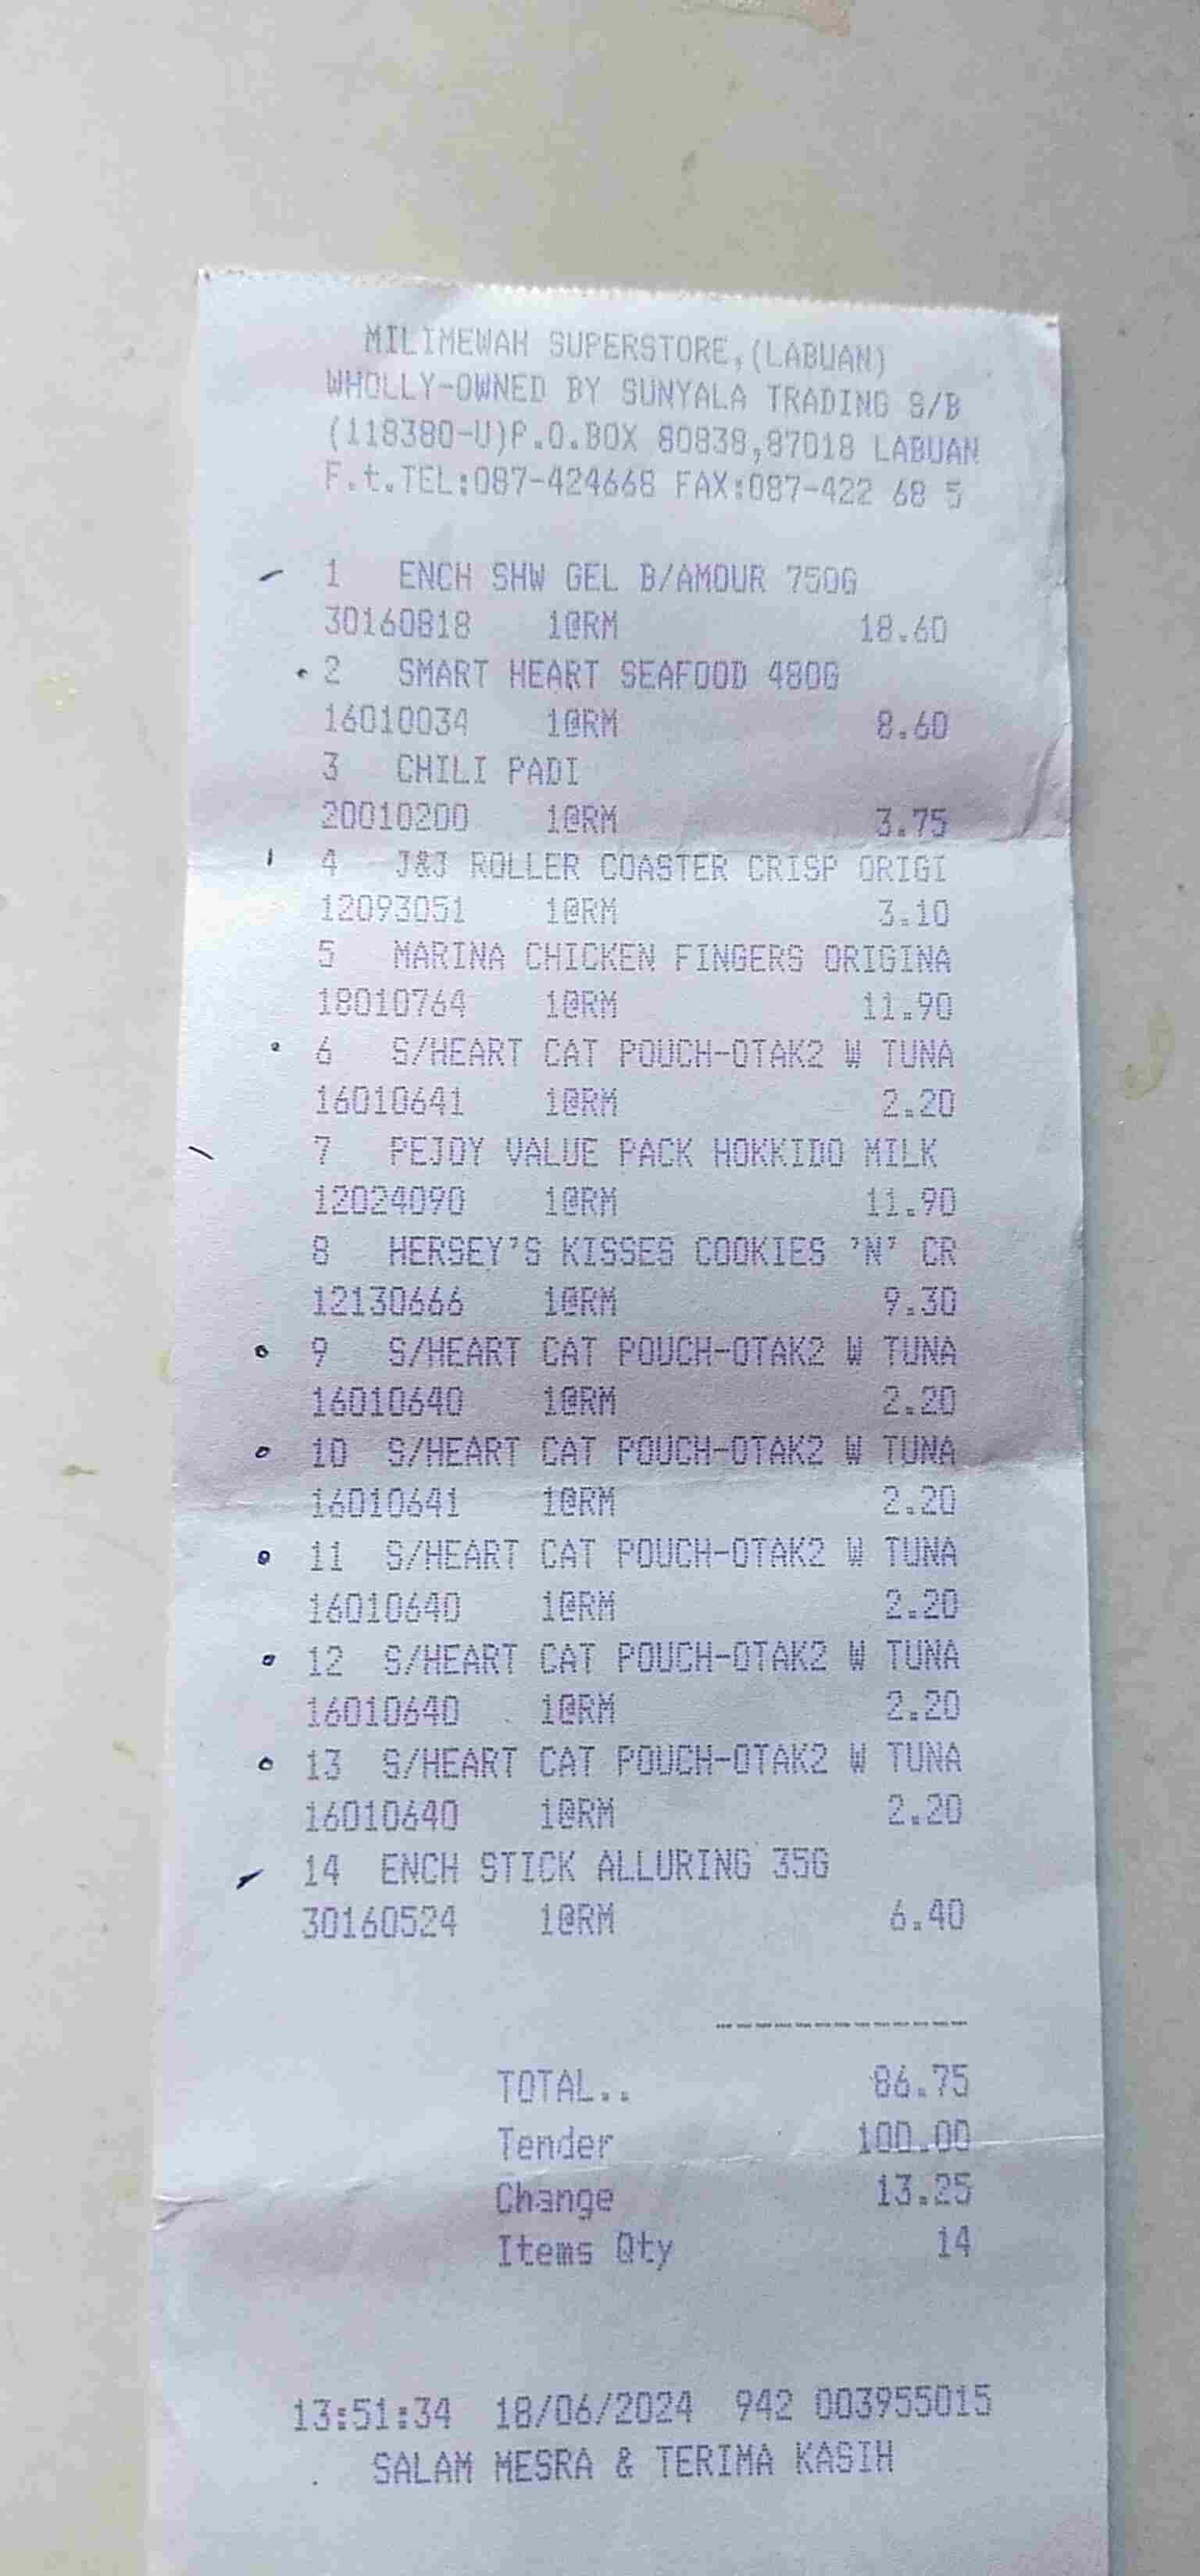 MILIMEWAH SUPERSTORE,(LABUAN)
WHOLLY-OWNED BY SUNYALA TRADING S/B
(118380-U)P.O.BOX 80838,87018 LABUAN
F.t.TEL:087-424668 FAX:087-422 68 5
1 ENCH SHW GEL B/AMOUR 750G
30160818 1@RM 18.60
2 SMART HEART SEAFOOD 480G
16010034 1@RM 8.60
3 CHILI PADI
20010200 1@RM 3.75
4 J&J ROLLER COASTER CRISP ORIGI
12093051 1@RM 3.10
5 MARINA CHICKEN FINGERS ORIGINA
18010764 1@RM 11.90
6 S/HEART CAT POUCH-OTAK2 W TUNA
16010641 1@RM 2.20
7 PEJOY VALUE PACK HOKKIDO MILK
12024090 1@RM 11.90
8 HERSEY'S KISSES COOKIES 'N' CR
12130666 1@RM 9.30
9 S/HEART CAT POUCH-OTAK2 W TUNA
16010640 1@RM 2.20
10 S/HEART CAT POUCH-OTAK2 W TUNA
16010641 1@RM 2.20
11 S/HEART CAT POUCH-OTAK2 W TUNA
16010640 1@RM 2.20
12 S/HEART CAT POUCH-OTAK2 W TUNA
16010640 1@RM 2.20
13 S/HEART CAT POUCH-OTAK2 W TUNA
16010640 1@RM 2.20
14 ENCH STICK ALLURING 35G
30160524 1@RM 6.40
TOTAL.. 86.75
Tender 100.00
Change 13.25
Items Qty 14
13:51:34 18/06/2024 942 003955015
SALAM MESRA & TERIMA KASIH